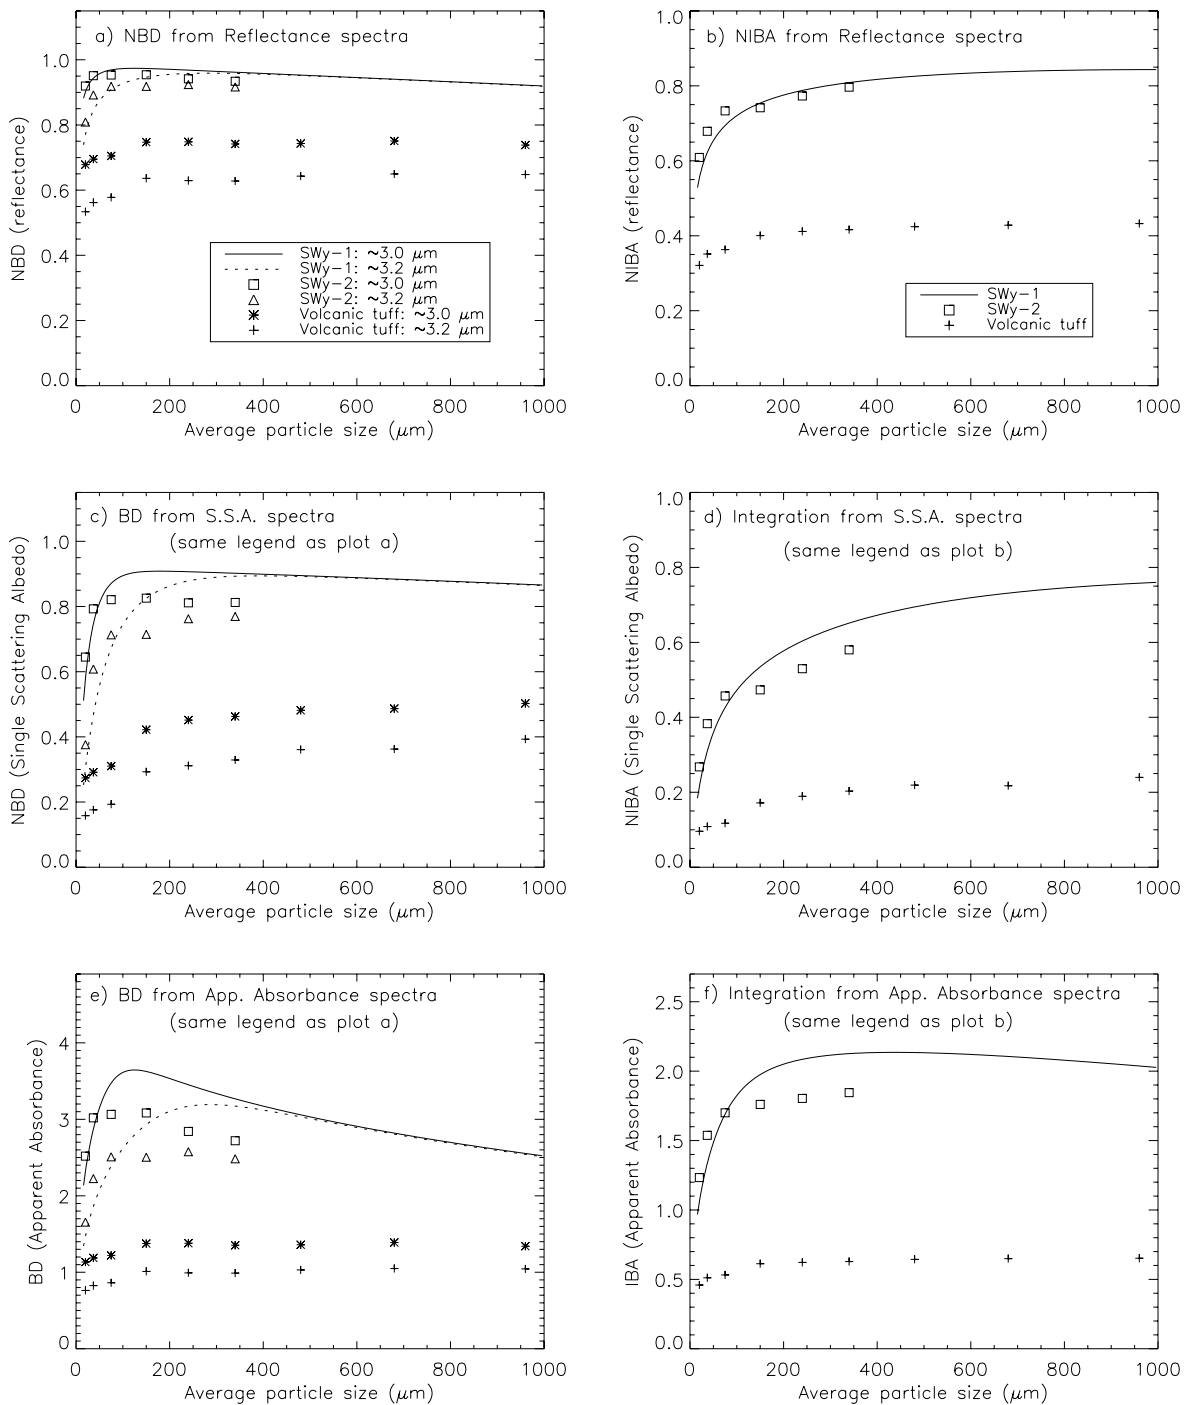 a) NBD from Reflectance spectra
NBD (reflectance)
1.0
0.8
0.6
0.4
0.2
0.0
SWy-1: ~3.0 μm
SWy-1: ~3.2 μm
SWy-2: ~3.0 μm
SWy-2: ~3.2 μm
Volcanic tuff: ~3.0 μm
Volcanic tuff: ~3.2 μm
0 200 400 600 800 1000
Average particle size (μm)
b) NIBA from Reflectance spectra
NIBA (reflectance)
1.0
0.8
0.6
0.4
0.2
0.0
SWy-1
SWy-2
Volcanic tuff
0 200 400 600 800 1000
Average particle size (μm)
c) BD from S.S.A. spectra
(same legend as plot a)
NBD (Single Scattering Albedo)
1.0
0.8
0.6
0.4
0.2
0.0
0 200 400 600 800 1000
Average particle size (μm)
d) Integration from S.S.A. spectra
(same legend as plot b)
NIBA (Single Scattering Albedo)
1.0
0.8
0.6
0.4
0.2
0.0
0 200 400 600 800 1000
Average particle size (μm)
e) BD from App. Absorbance spectra
(same legend as plot a)
BD (Apparent Absorbance)
4
3
2
1
0
0 200 400 600 800 1000
Average particle size (μm)
f) Integration from App. Absorbance spectra
(same legend as plot b)
IBA (Apparent Absorbance)
2.5
2.0
1.5
1.0
0.5
0.0
0 200 400 600 800 1000
Average particle size (μm)